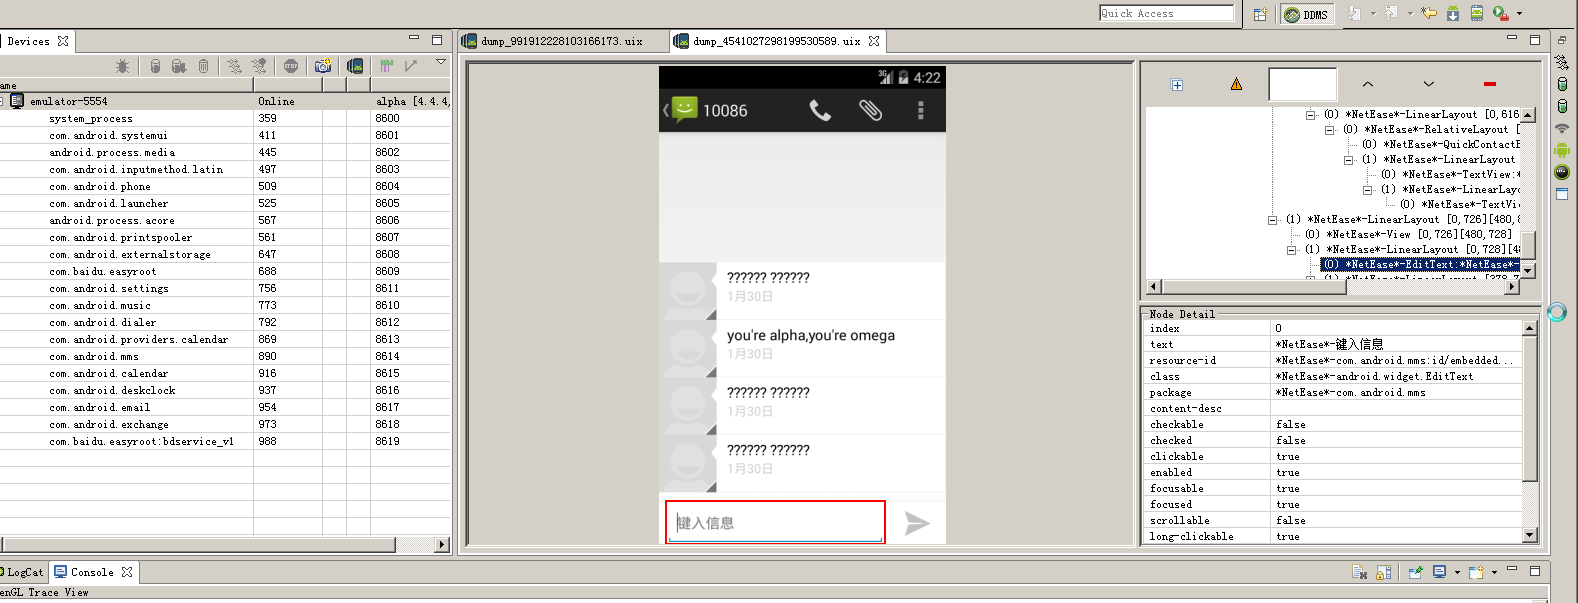 Quick Access
DDMS
Devices
dump_991912228103166173.uix
dump_4541027298199530589.uix
ame
emulator-5554 Online alpha [4.4.4,
system_process 359 8600
com.android.systemui 411 8601
android.process.media 445 8602
com.android.inputmethod.latin 497 8603
com.android.phone 509 8604
com.android.launcher 525 8605
android.process.acore 567 8606
com.android.printspooler 561 8607
com.android.externalstorage 647 8608
com.baidu.easyroot 688 8609
com.android.settings 756 8611
com.android.music 773 8610
com.android.dialer 792 8612
com.android.providers.calendar 869 8613
com.android.mms 890 8614
com.android.calendar 916 8615
com.android.deskclock 937 8616
com.android.email 954 8617
com.android.exchange 973 8618
com.baidu.easyroot:bdservice_v1 988 8619
3G 4:22
10086
?????? ??????
1月30日
you're alpha,you're omega
1月30日
?????? ??????
1月30日
?????? ??????
1月30日
键入信息
(0) *NetEase*-LinearLayout [0,616
(0) *NetEase*-RelativeLayout [
(0) *NetEase*-QuickContactB
(1) *NetEase*-LinearLayout
(0) *NetEase*-TextView:*
(1) *NetEase*-LinearLayo
(0) *NetEase*-TextVi
(1) *NetEase*-LinearLayout [0,726][480,8
(0) *NetEase*-View [0,726][480,728]
(1) *NetEase*-LinearLayout [0,728][48
(0) *NetEase*-EditText:*NetEase*-
Node Detail
index 0
text *NetEase*-键入信息
resource-id *NetEase*-com.android.mms:id/embedded...
class *NetEase*-android.widget.EditText
package *NetEase*-com.android.mms
content-desc
checkable false
checked false
clickable true
enabled true
focusable true
focused true
scrollable false
long-clickable true
LogCat
Console
enGL Trace View